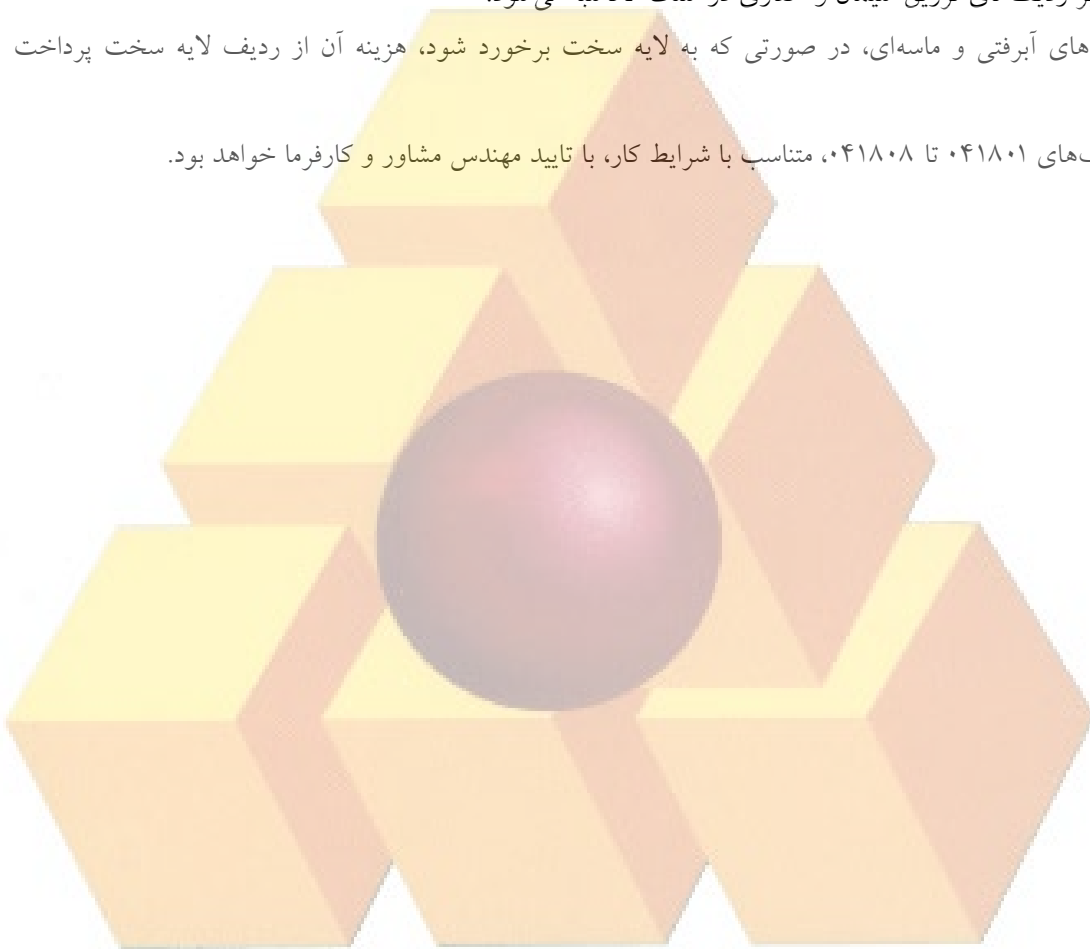 های آبرفتی و ماسه‌ای، در صورتی که به لایه سخت برخورد شود، هزینه آن از ردیف لایه سخت پرداخت
های ۰۴۱۸۰۱ تا ۰۴۱۸۰۸، متناسب با شرایط کار، با تایید مهندس مشاور و کارفرما خواهد بود.